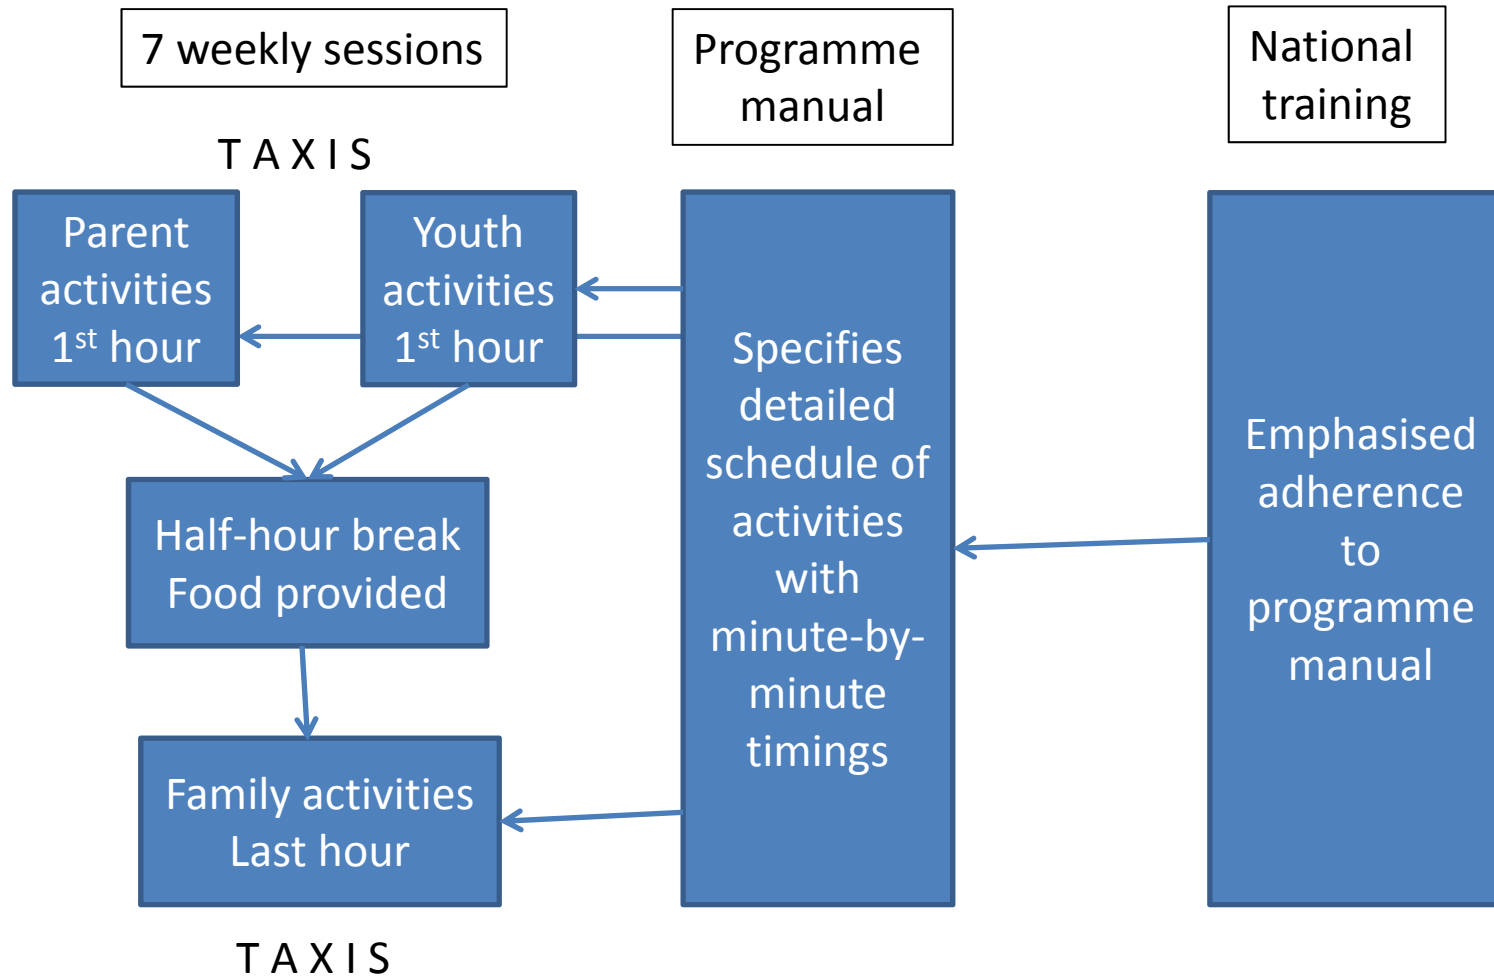 7 weekly sessions
Programme
manual
National
training
T A X I S
Parent
activities
1st hour
Youth
activities
1st hour
Half-hour break
Food provided
Family activities
Last hour
T A X I S
Specifies
detailed
schedule of
activities
with
minute-by-
minute
timings
Emphasised
adherence
to
programme
manual